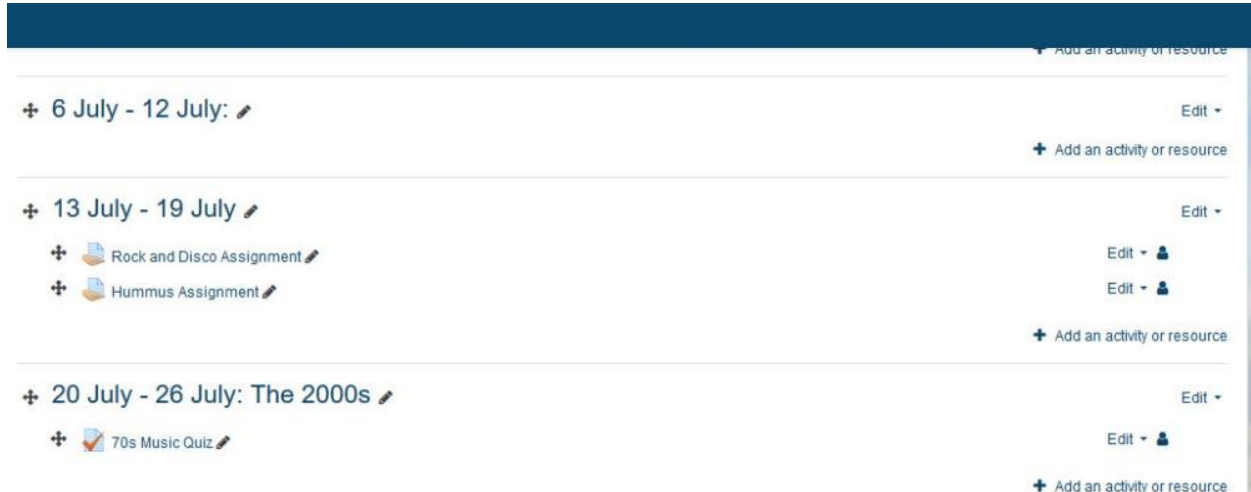 Add an activity or resource
6 July - 12 July: Edit
Add an activity or resource
13 July - 19 July Edit
Rock and Disco Assignment Edit
Hummus Assignment Edit
Add an activity or resource
20 July - 26 July: The 2000s Edit
70s Music Quiz Edit
Add an activity or resource